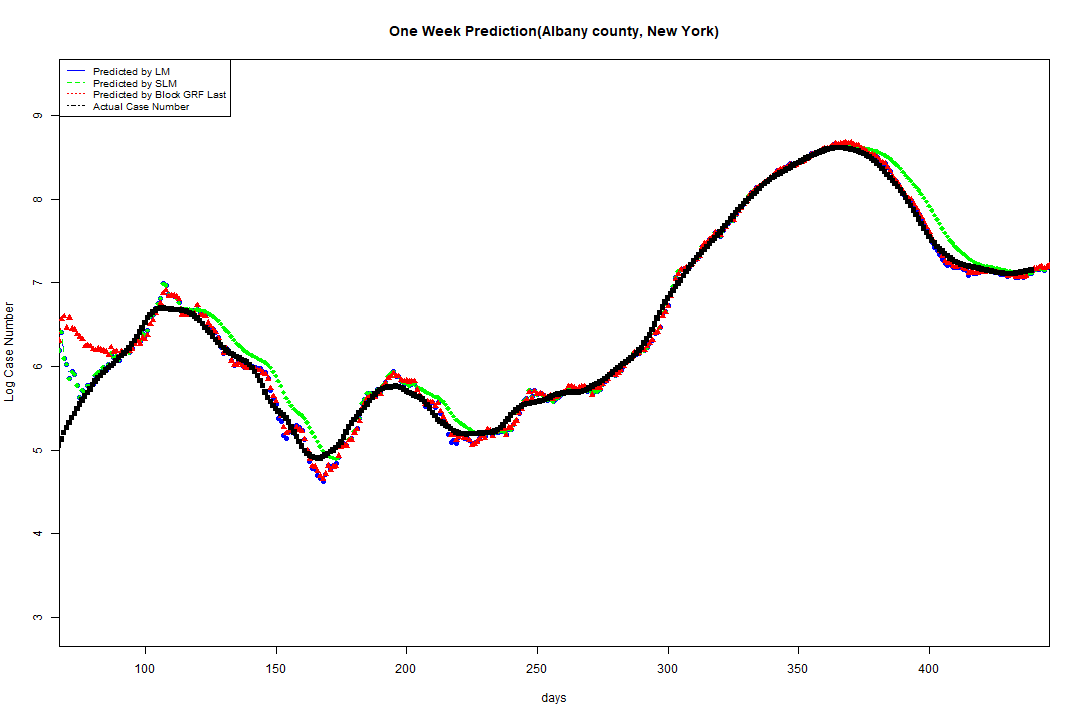 One Week Prediction(Albany county, New York)
Predicted by LM
Predicted by SLM
Predicted by Block GRF Last
Actual Case Number
9
8
7
6
5
4
3
Log Case Number
100 150 200 250 300 350 400
days